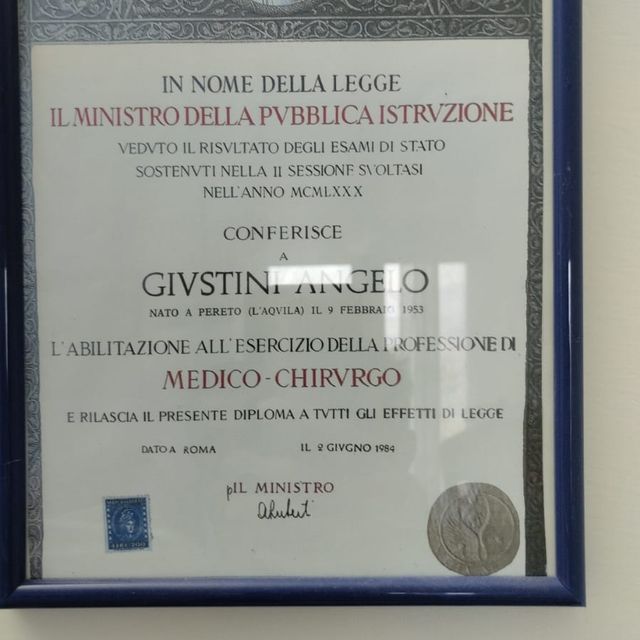 IN NOME DELLA LEGGE
IL MINISTRO DELLA PVBBLICA ISTRVZIONE
VEDVTO IL RISVLTATO DEGLI ESAMI DI STATO
SOSTENVTI NELLA II SESSIONE SVOLTASI
NELL'ANNO MCMLXXX
CONFERISCE
A
GIVSTINI ANGELO
NATO A PERETO (L'AQVILA) IL 9 FEBBRAIO 1953
L'ABILITAZIONE ALL'ESERCIZIO DELLA PROFESSIONE DI
MEDICO-CHIRVRGO
E RILASCIA IL PRESENTE DIPLOMA A TVTTI GLI EFFETTI DI LEGGE
DATO A ROMA IL 2 GIVGNO 1984
pIL MINISTRO